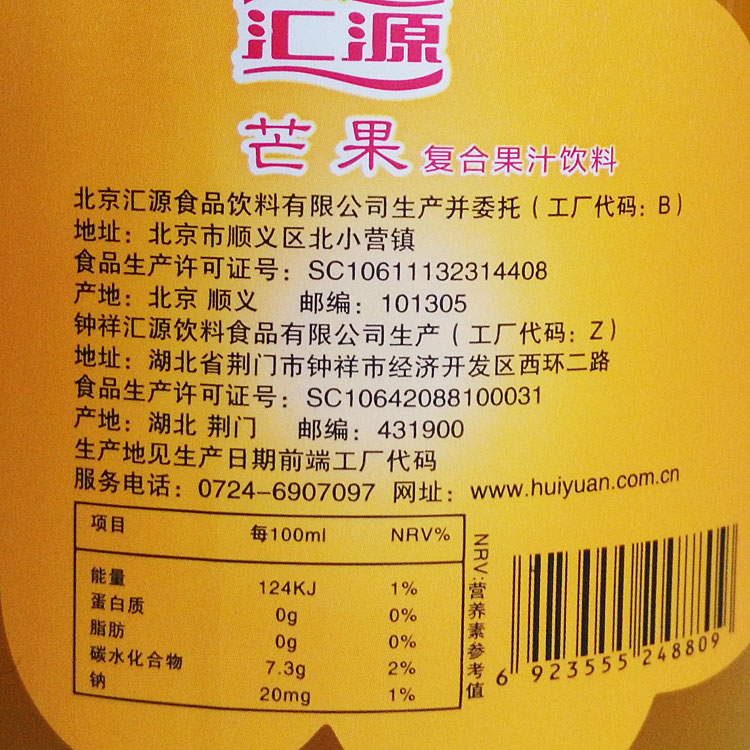 汇源
芒果 复合果汁饮料
北京汇源食品饮料有限公司生产并委托（工厂代码：B）
地址：北京市顺义区北小营镇
食品生产许可证号：SC10611132314408
产地：北京 顺义 邮编：101305
钟祥汇源饮料食品有限公司生产（工厂代码：Z）
地址：湖北省荆门市钟祥市经济开发区西环二路
食品生产许可证号：SC10642088100031
产地：湖北 荆门 邮编：431900
生产地见生产日期前端工厂代码
服务电话：0724-6907097 网址：www.huiyuan.com.cn
项目 每100ml NRV%
能量 124KJ 1%
蛋白质 0g 0%
脂肪 0g 0%
碳水化合物 7.3g 2%
钠 20mg 1%
NRV:营养素参考值
6 923555 248809